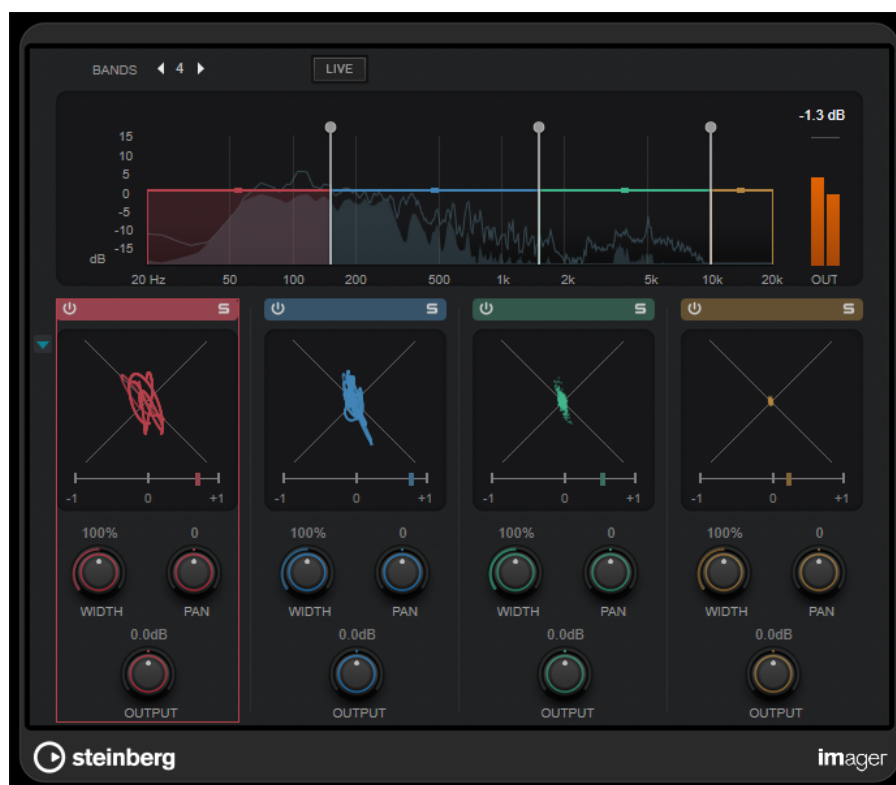 BANDS 4 LIVE
-1.3 dB
15
10
5
0
-5
-10
-15
dB
20 Hz 50 100 200 500 1k 2k 5k 10k 20k OUT
S S S S
-1 0 +1 -1 0 +1 -1 0 +1 -1 0 +1
100% 0 100% 0 100% 0 100% 0
WIDTH PAN WIDTH PAN WIDTH PAN WIDTH PAN
0.0dB 0.0dB 0.0dB 0.0dB
OUTPUT OUTPUT OUTPUT OUTPUT
steinberg imager